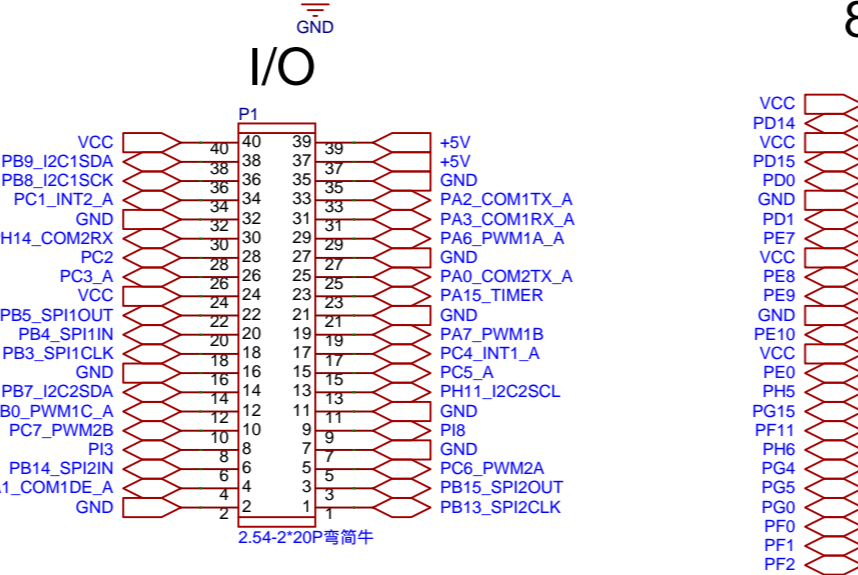 GND
I/O
P1
VCC 40 40 39 39 +5V
PB9_I2C1SDA 38 38 37 37 +5V
PB8_I2C1SCK 36 36 35 35 GND
PC1_INT2_A 34 34 33 33 PA2_COM1TX_A
GND 32 32 31 31 PA3_COM1RX_A
H14_COM2RX 30 30 29 29 PA6_PWM1A_A
PC2 28 28 27 27 GND
PC3_A 26 26 25 25 PA0_COM2TX_A
VCC 24 24 23 23 PA15_TIMER
PB5_SPI1OUT 22 22 21 21 GND
PB4_SPI1IN 20 20 19 19 PA7_PWM1B
PB3_SPI1CLK 18 18 17 17 PC4_INT1_A
GND 16 16 15 15 PC5_A
PB7_I2C2SDA 14 14 13 13 PH11_I2C2SCL
B0_PWM1C_A 12 12 11 11 GND
PC7_PWM2B 10 10 9 9 PI8
PI3 8 8 7 7 GND
PB14_SPI2IN 6 6 5 5 PC6_PWM2A
1_COM1DE_A 4 4 3 3 PB15_SPI2OUT
GND 2 2 1 1 PB13_SPI2CLK
2.54-2*20P弯简牛
VCC
PD14
VCC
PD15
PD0
GND
PD1
PE7
VCC
PE8
PE9
GND
PE10
VCC
PE0
PH5
PG15
PF11
PH6
PG4
PG5
PG0
PF0
PF1
PF2